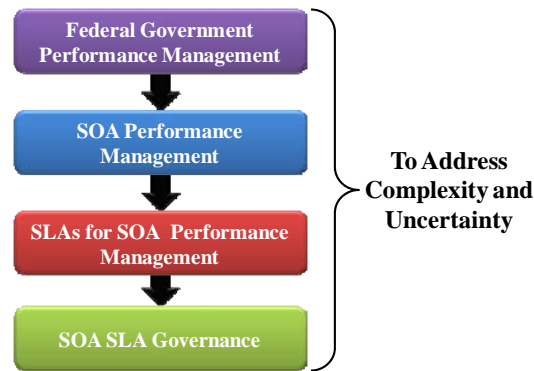 Federal Government
Performance Management
SOA Performance
Management
SLAs for SOA Performance
Management
SOA SLA Governance
To Address
Complexity and
Uncertainty